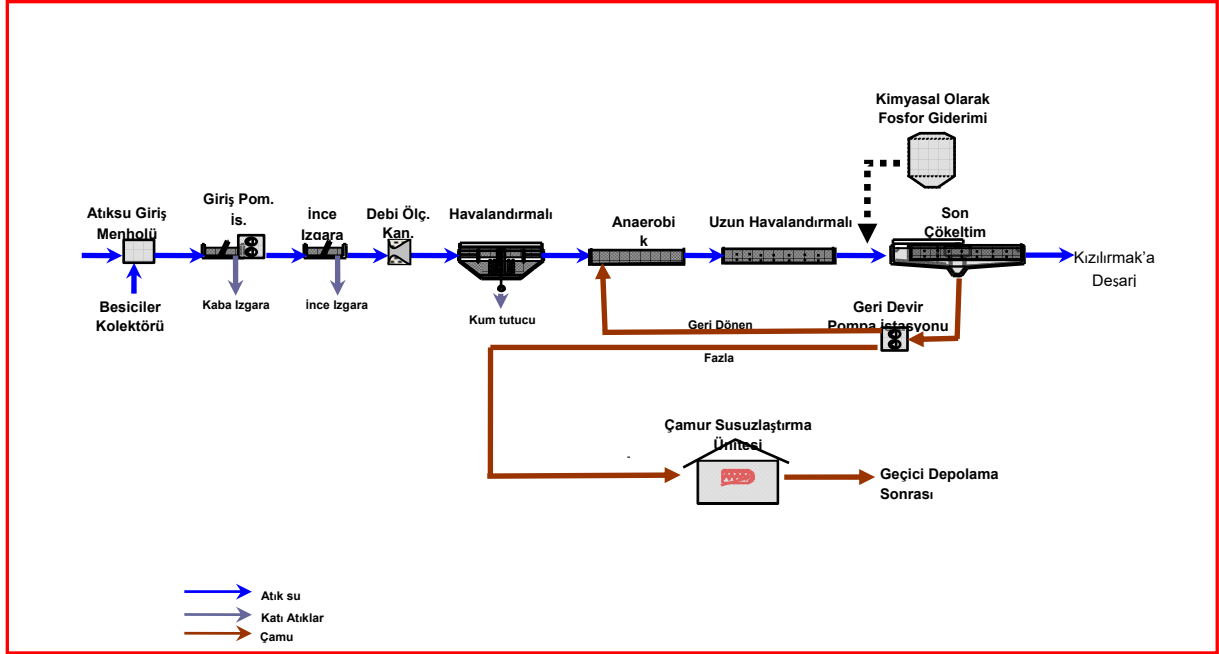 Kimyasal Olarak
Fosfor Giderimi
Atıksu Giriş
Menholü
Giriş Pom.
İs.
İnce
Izgara
Debi Ölç.
Kan.
Havalandırmalı
Anaerobi
k
Uzun Havalandırmalı
Son
Çökeltim
Kızılırmak'a
Deşarj
Besiciler
Kolektörü
Kaba Izgara
İnce Izgara
Kum tutucu
Geri Devir
Pompa İstasyonu
Geri Dönen
Fazla
Çamur Susuzlaştırma
Ünitesi
-
Geçici Depolama
Sonrası
Atık su
Katı Atıklar
Çamu